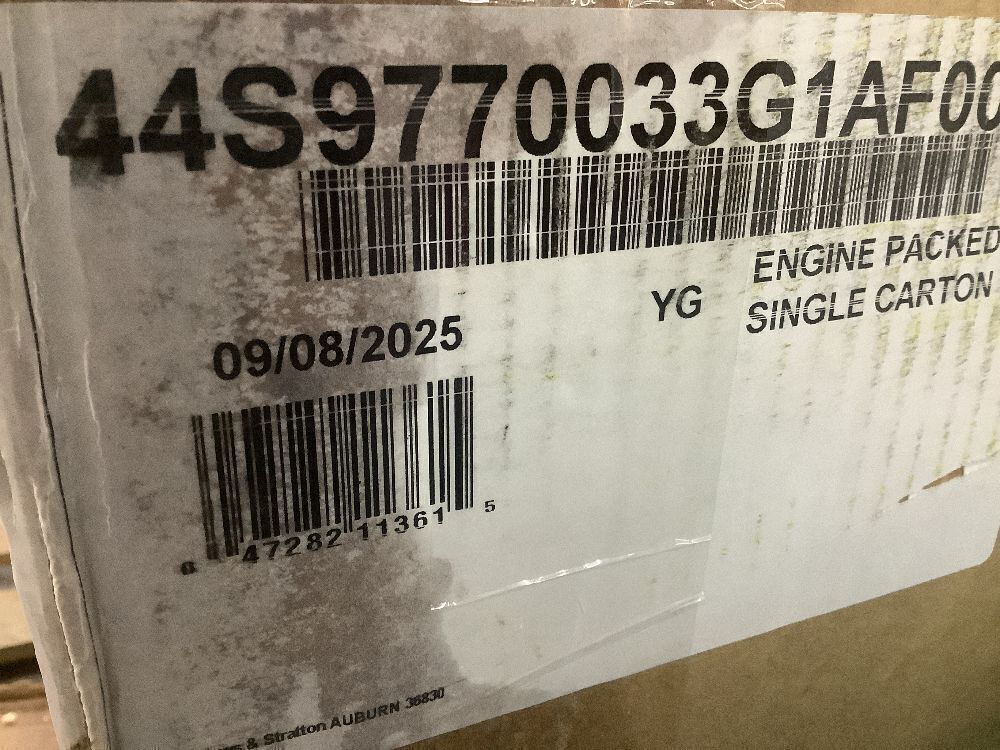 44S9770033G1AF00
ENGINE PACKED
YG SINGLE CARTON
09/08/2025
47282 11361 5
& Stratton AUBURN 36830